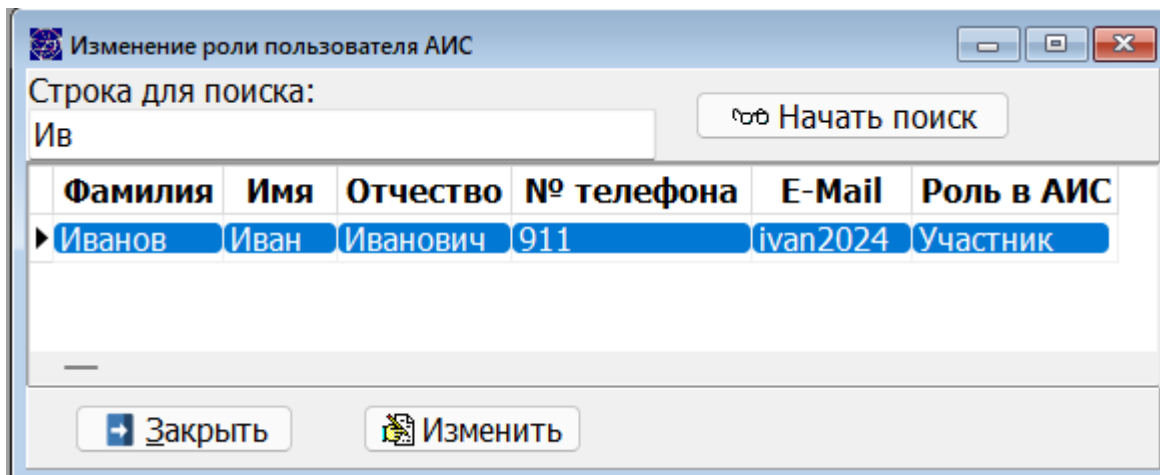 Изменение роли пользователя АИС
Строка для поиска:
Начать поиск
Ив
Фамилия Имя Отчество № телефона E-Mail Роль в АИС
Иванов Иван Иванович 911 ivan2024 Участник
Закрыть Изменить